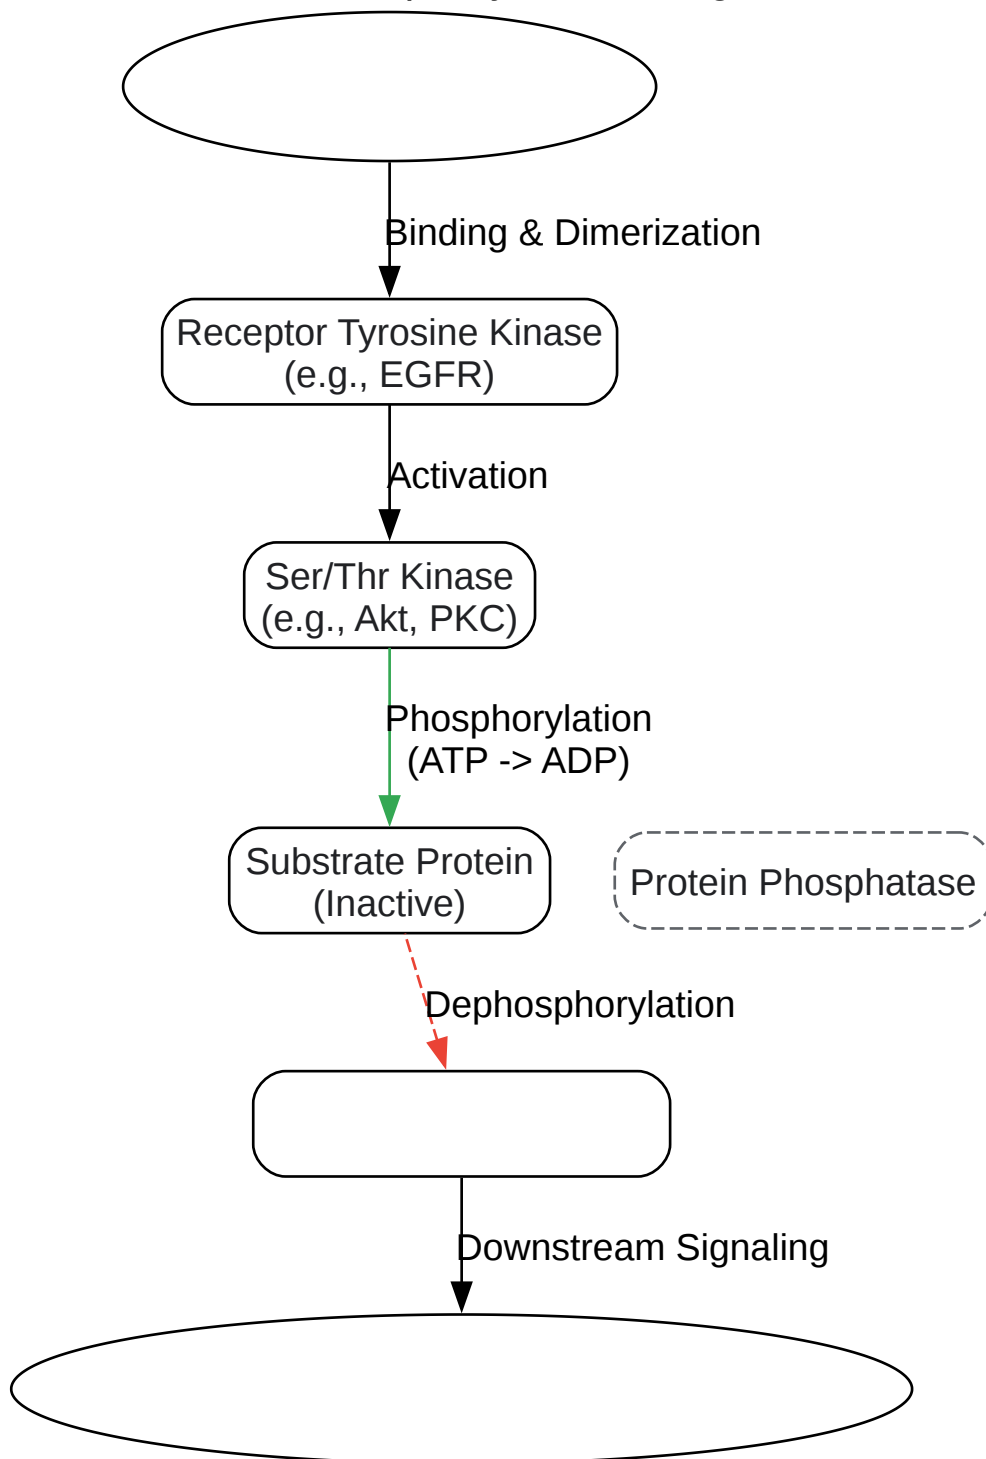 Binding & Dimerization
Receptor Tyrosine Kinase
(e.g., EGFR)
Activation
Ser/Thr Kinase
(e.g., Akt, PKC)
Phosphorylation
(ATP -> ADP)
Substrate Protein
(Inactive)
Protein Phosphatase
Dephosphorylation
Downstream Signaling